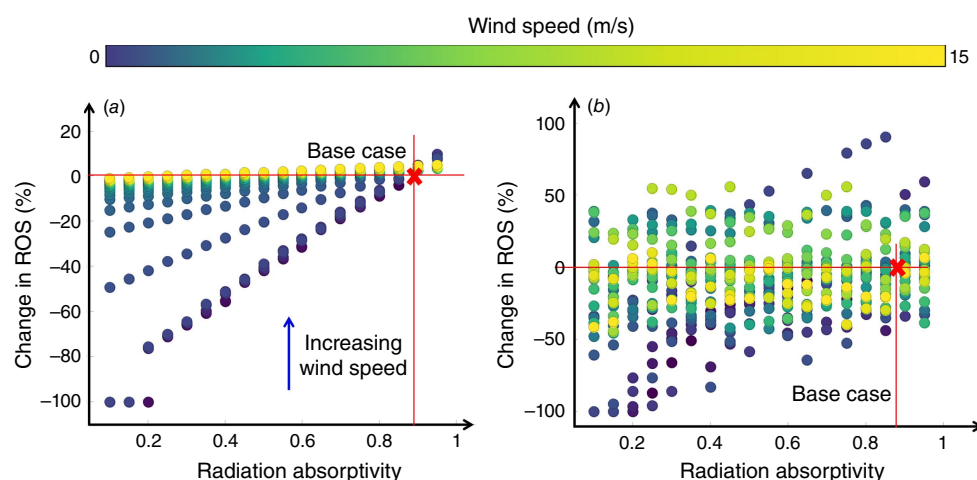 Wind speed (m/s)
0
15
(a)
20
0
−20
−40
−60
−80
−100
Change in ROS (%)
Base case
Increasing
wind speed
0.2
0.4
0.6
0.8
1
Radiation absorptivity
(b)
100
50
0
−50
−100
Change in ROS (%)
Base case
0.2
0.4
0.6
0.8
1
Radiation absorptivity